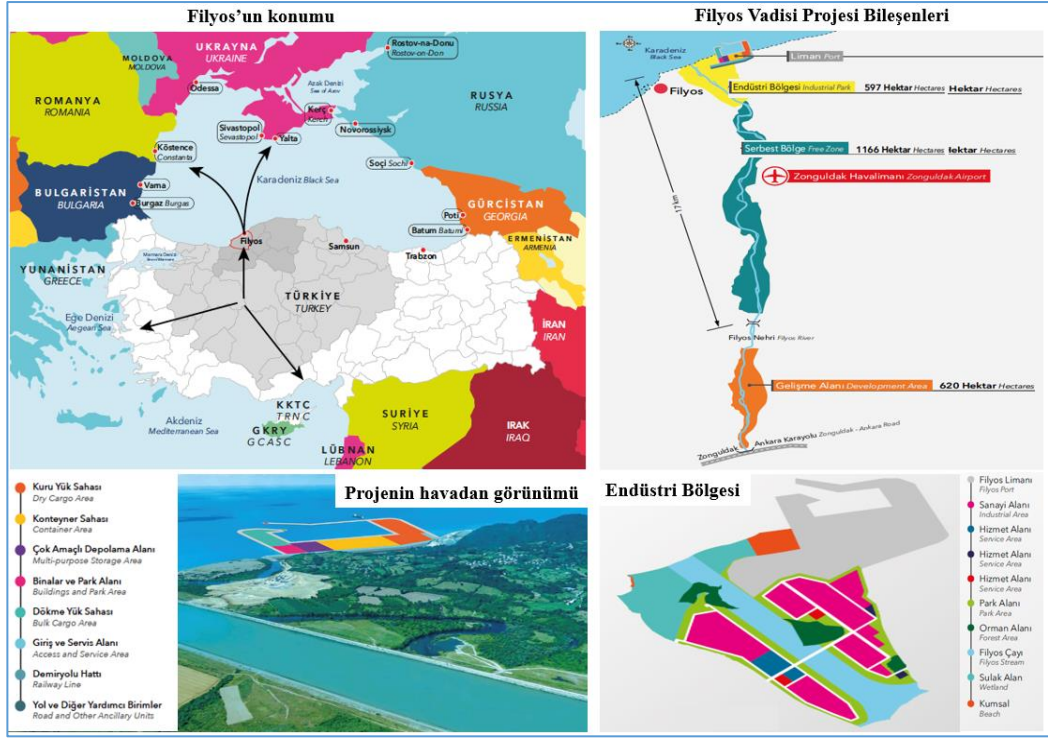 Filyos'un konumu
MOLDOVA
MOLDOVA
UKRAYNA
UKRAINE
Rostov-na-Donu
Rostov-on-Don
Odessa
Azak Denizi
Sea of Azov
ROMANYA
ROMANIA
RUSYA
RUSSIA
Kerç
Kerch
Sivastopol
Sevastopol
Yalta
Novorossiysk
Köstence
Constanta
Soçi Sochi
Karadeniz Black Sea
BULGARİSTAN
BULGARIA
Varna
Burgaz Burgas
GÜRCİSTAN
GEORGIA
Poti
Batum Batumi
Filyos
Samsun
Trabzon
ERMENİSTAN
ARMENIA
YUNANİSTAN
GREECE
TÜRKİYE
TURKEY
Ege Denizi
Aegean Sea
İRAN
IRAN
KKTC
TRNC
Akdeniz
Mediterranean Sea
GKRY
GCASC
SURİYE
SYRIA
IRAK
IRAQ
LÜBNAN
LEBANON
Filyos Vadisi Projesi Bileşenleri
Karadeniz
Black Sea
Liman Port
Filyos
Endüstri Bölgesi Industrial Park 597 Hektar Hectares Hektar Hectares
Serbest Bölge Free Zone 1166 Hektar Hectares lektar Hectares
Zonguldak Havalimanı Zonguldak Airport
Filyos Nehri Filyos River
Gelişme Alanı Development Area 620 Hektar Hectares
Zonguldak Ankara Karayolu Zonguldak - Ankara Road
Kuru Yük Sahası
Dry Cargo Area
Konteyner Sahası
Container Area
Çok Amaçlı Depolama Alanı
Multi-purpose Storage Area
Binalar ve Park Alanı
Buildings and Park Area
Dökme Yük Sahası
Bulk Cargo Area
Giriş ve Servis Alanı
Access and Service Area
Demiryolu Hattı
Railway Line
Yol ve Diğer Yardımcı Birimler
Road and Other Ancillary Units
Projenin havadan görünümü
Endüstri Bölgesi
Filyos Limanı
Filyos Port
Sanayi Alanı
Industrial Area
Hizmet Alanı
Service Area
Hizmet Alanı
Service Area
Hizmet Alanı
Service Area
Park Alanı
Park Area
Orman Alanı
Forest Area
Filyos Çayı
Filyos Stream
Sulak Alan
Wetland
Kumsal
Beach